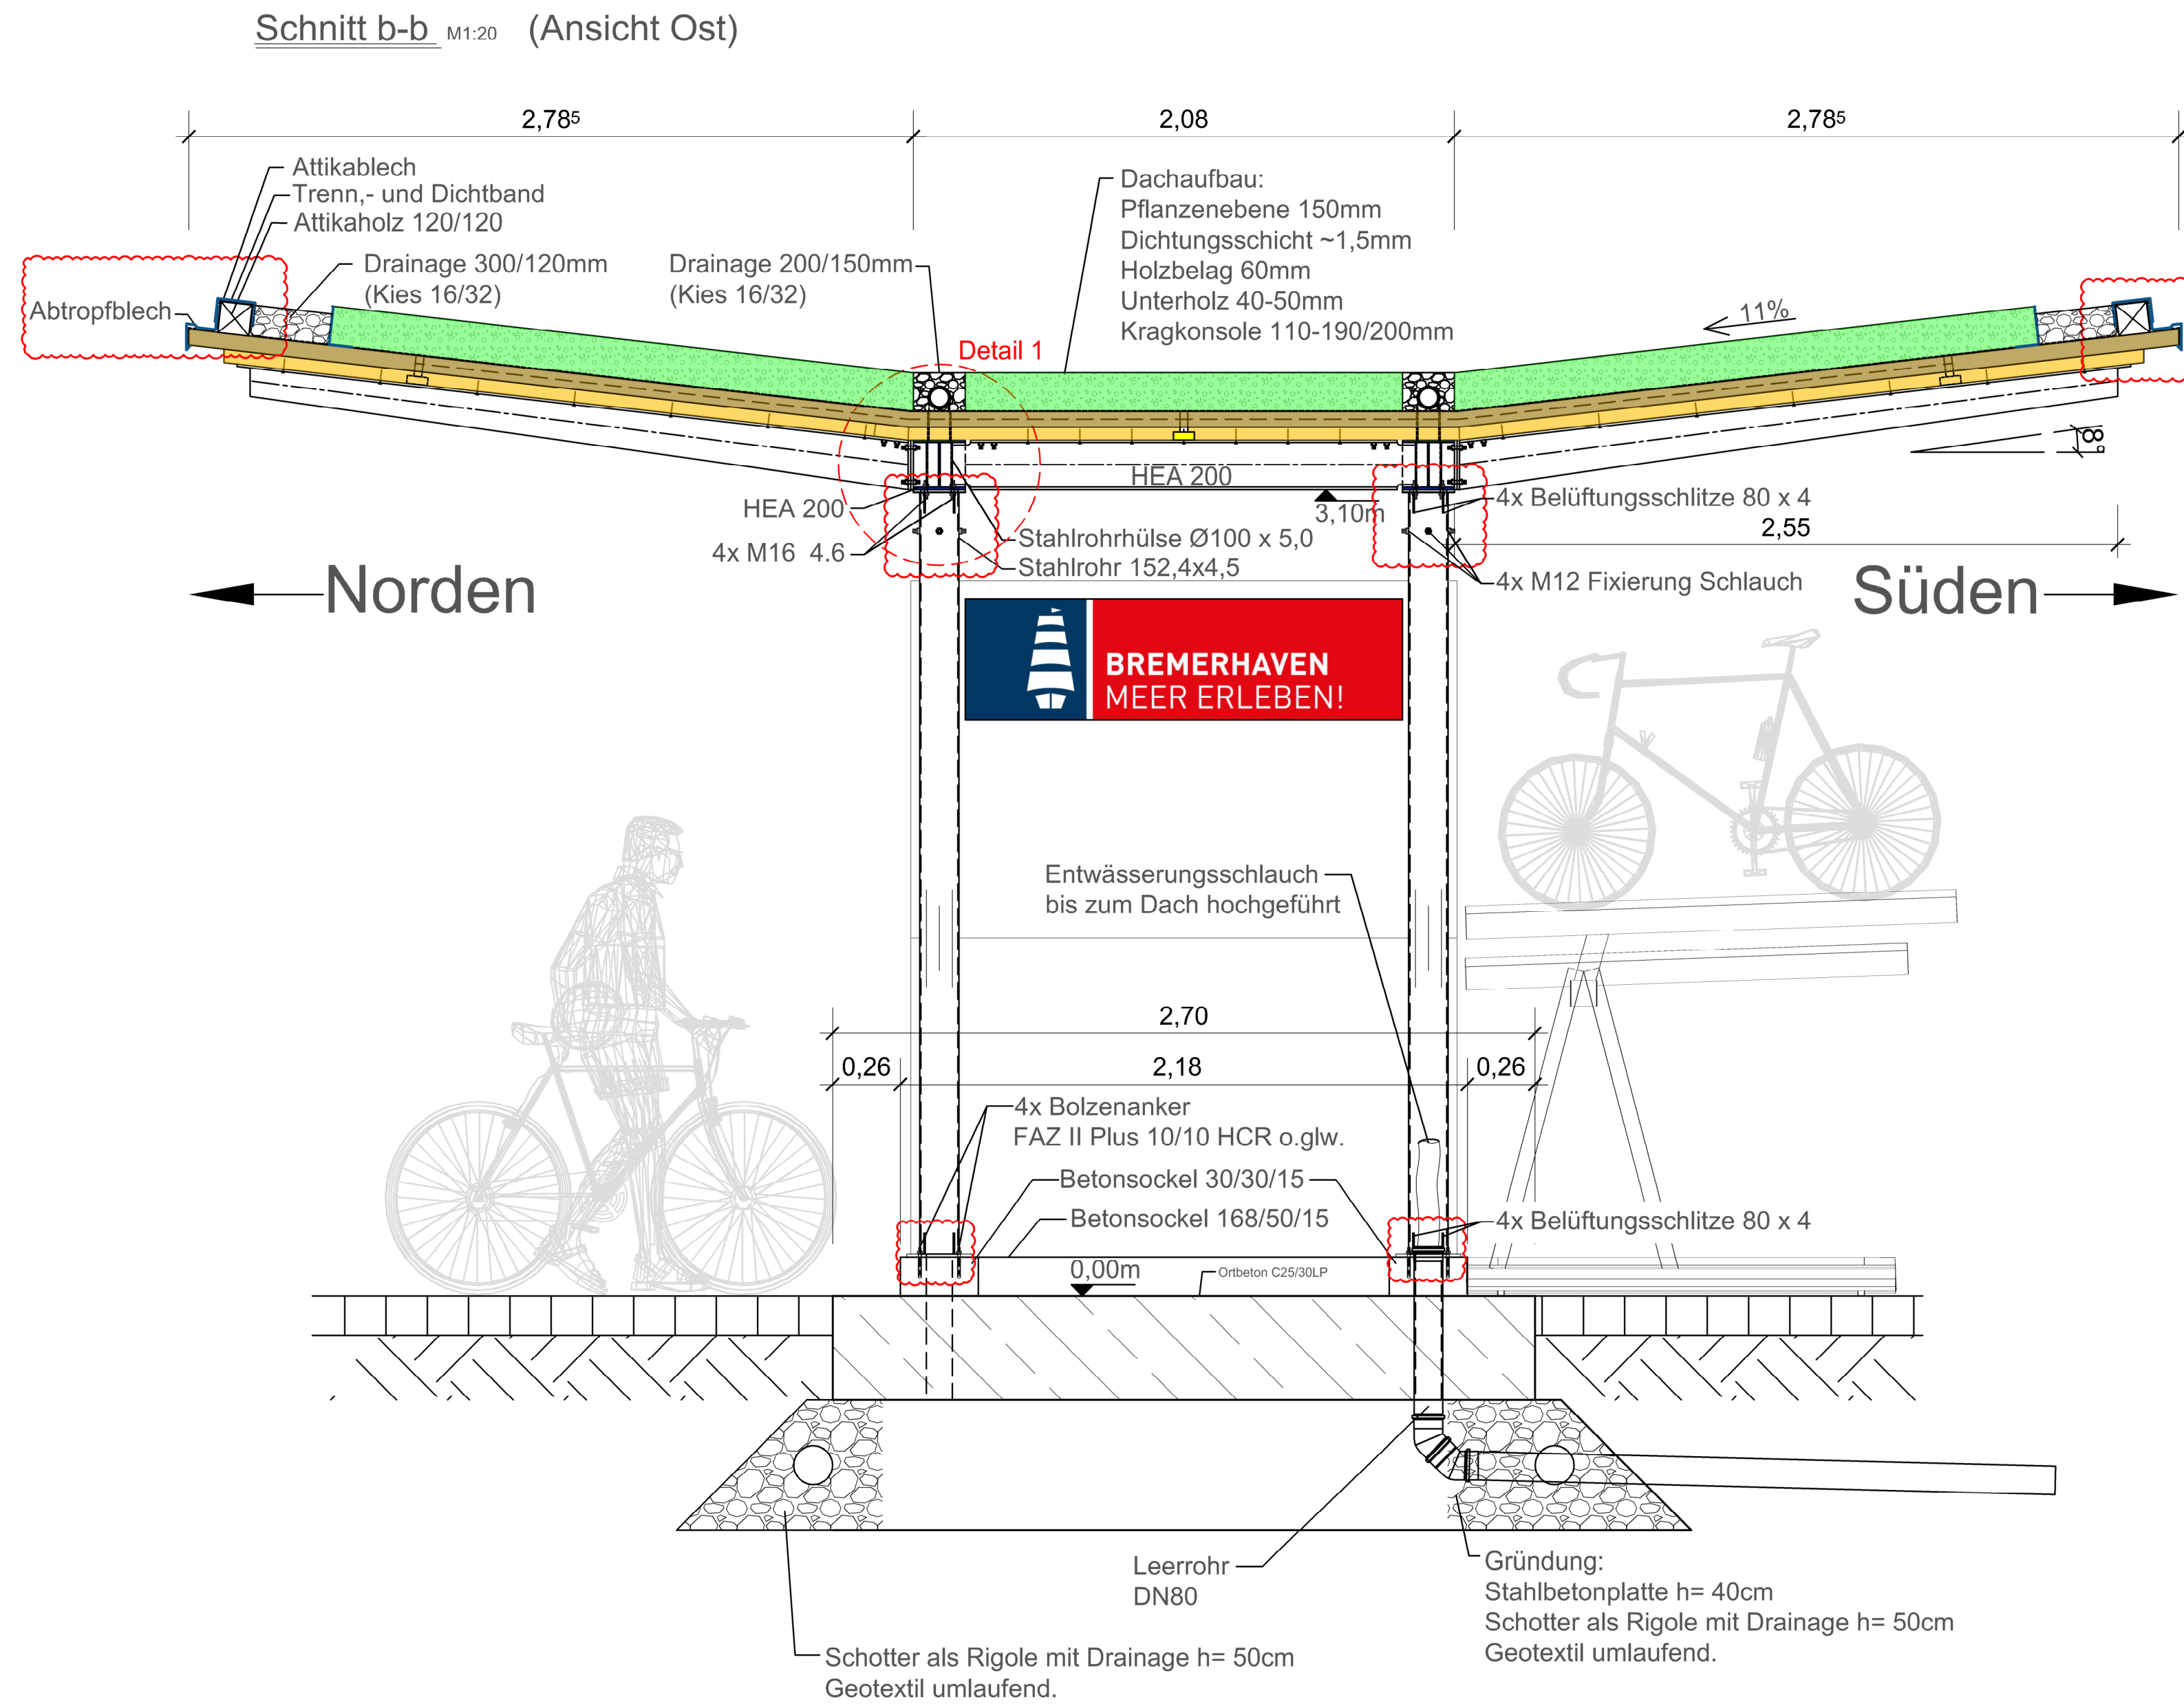 Schnitt b-b M1:20 (Ansicht Ost)
2,78⁵
2,08
2,78⁵
Attikablech
Trenn,- und Dichtband
Attikaholz 120/120
Drainage 300/120mm
(Kies 16/32)
Drainage 200/150mm
(Kies 16/32)
Dachaufbau:
Pflanzenebene 150mm
Dichtungsschicht ~1,5mm
Holzbelag 60mm
Unterholz 40-50mm
Kragkonsole 110-190/200mm
Abtropfblech
Detail 1
11%
8°
HEA 200
HEA 200
3,10m
4x Belüftungsschlitze 80 x 4
2,55
4x M16 4.6
Stahlrohrhülse Ø100 x 5,0
Stahlrohr 152,4x4,5
4x M12 Fixierung Schlauch
Norden
Süden
BREMERHAVEN
MEER ERLEBEN!
Entwässerungsschlauch
bis zum Dach hochgeführt
2,70
0,26
2,18
0,26
4x Bolzenanker
FAZ II Plus 10/10 HCR o.glw.
Betonsockel 30/30/15
Betonsockel 168/50/15
4x Belüftungsschlitze 80 x 4
0,00m
Ortbeton C25/30LP
Leerrohr
DN80
Gründung:
Stahlbetonplatte h= 40cm
Schotter als Rigole mit Drainage h= 50cm
Geotextil umlaufend.
Schotter als Rigole mit Drainage h= 50cm
Geotextil umlaufend.